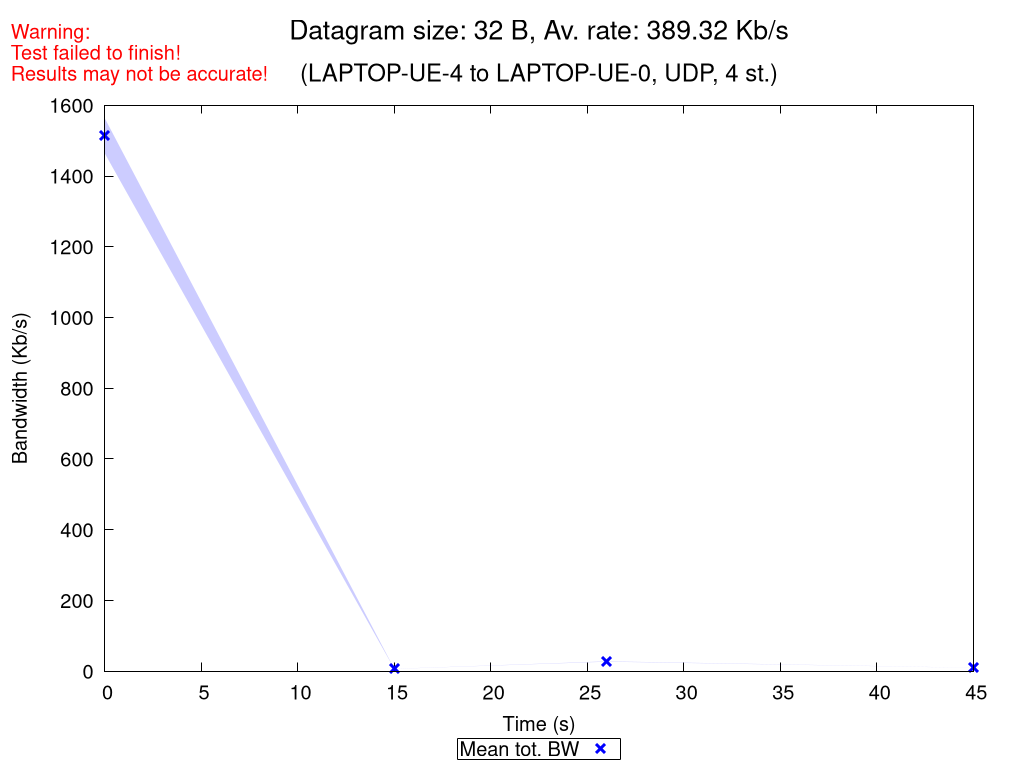 Warning:
Test failed to finish!
Results may not be accurate!
Datagram size: 32 B, Av. rate: 389.32 Kb/s
(LAPTOP-UE-4 to LAPTOP-UE-0, UDP, 4 st.)
1600
1400
1200
1000
800
600
400
200
0
Bandwidth (Kb/s)
0 5 10 15 20 25 30 35 40 45
Time (s)
Mean tot. BW